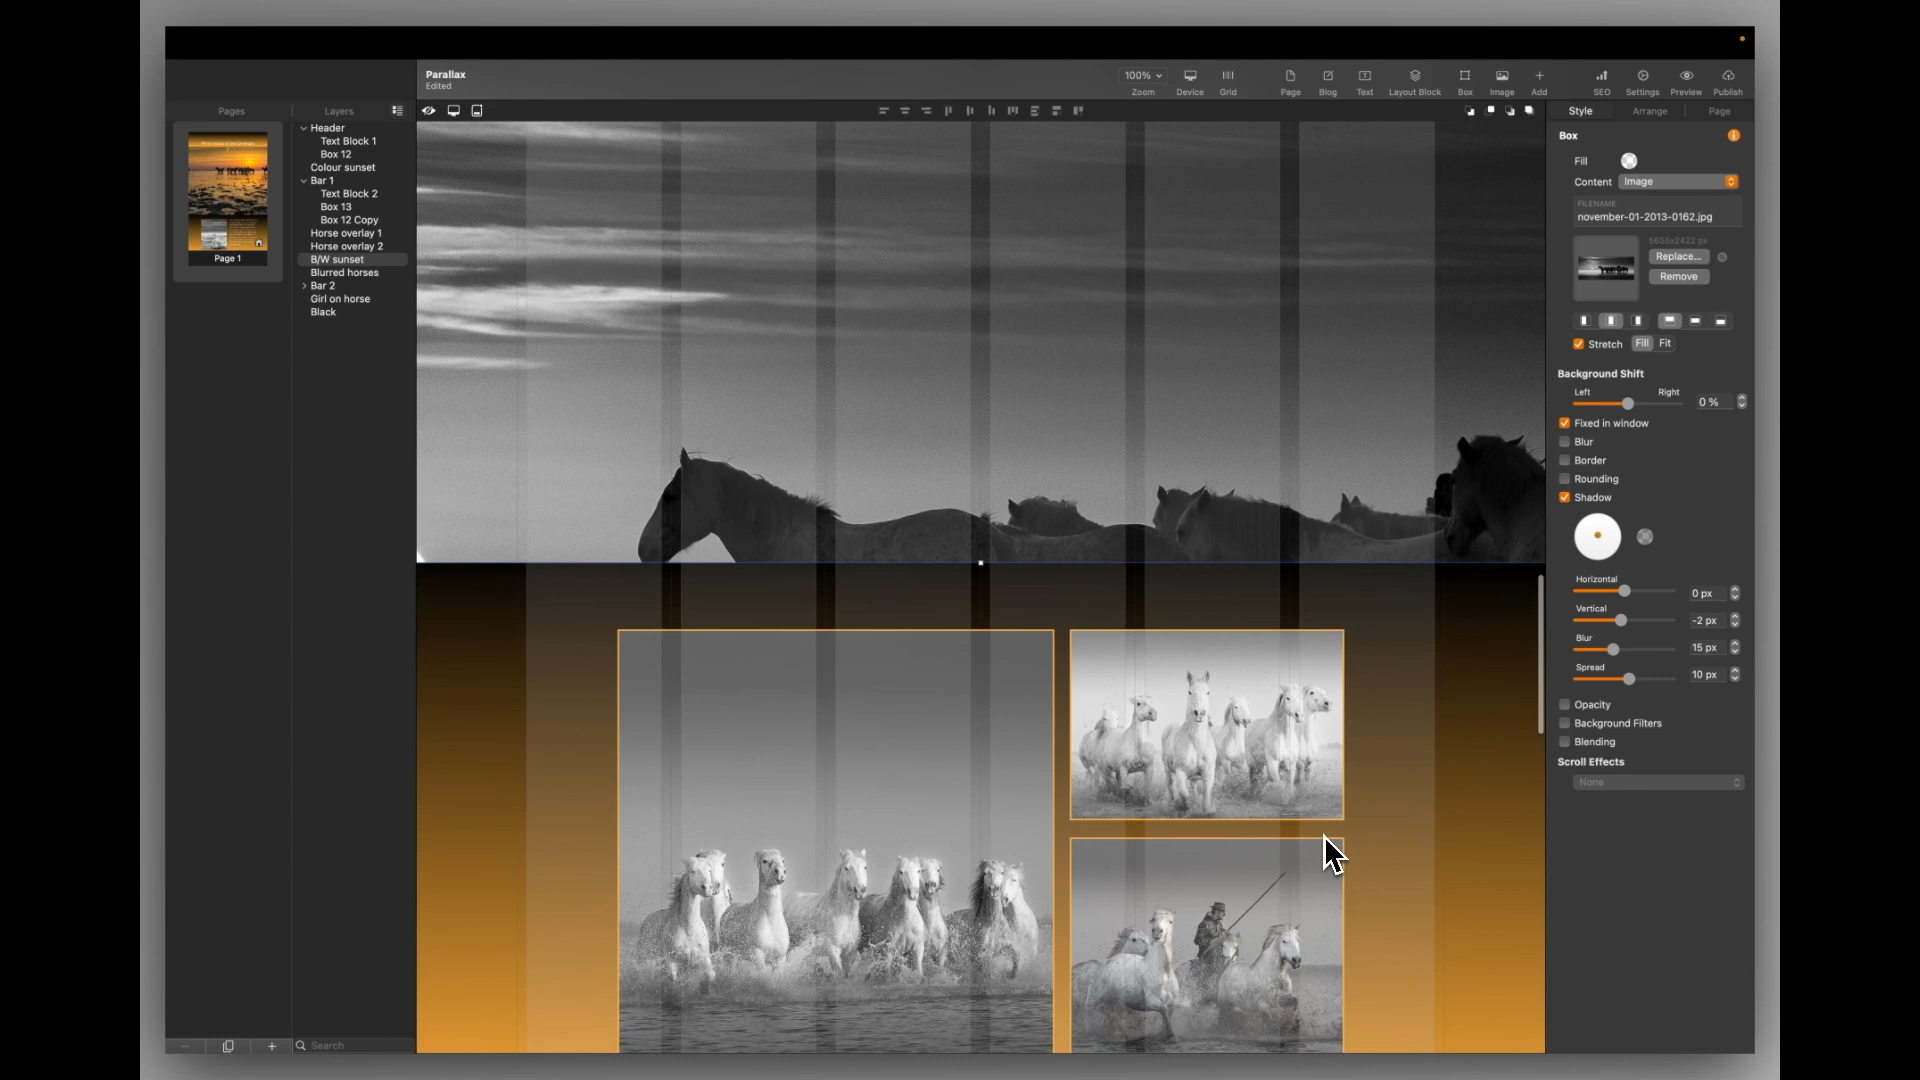 Parallax
Edited
100%
Zoom
Device
Grid
Page
Blog
Text
Layout Block
Box
Image
Add
SEO
Settings
Preview
Publish
Pages
Layers
Style
Arrange
Page
Page 1
Header
Text Block 1
Box 12
Colour sunset
Bar 1
Text Block 2
Box 13
Box 12 Copy
Horse overlay 1
Horse overlay 2
B/W sunset
Blurred horses
Bar 2
Girl on horse
Black
Search
Box
Fill
Content
Image
FILENAME
november-01-2013-0162.jpg
5655x2422 px
Replace...
Remove
Stretch
Fill
Fit
Background Shift
Left
Right
0 %
Fixed in window
Blur
Border
Rounding
Shadow
Horizontal
0 px
Vertical
-2 px
Blur
15 px
Spread
10 px
Opacity
Background Filters
Blending
Scroll Effects
None